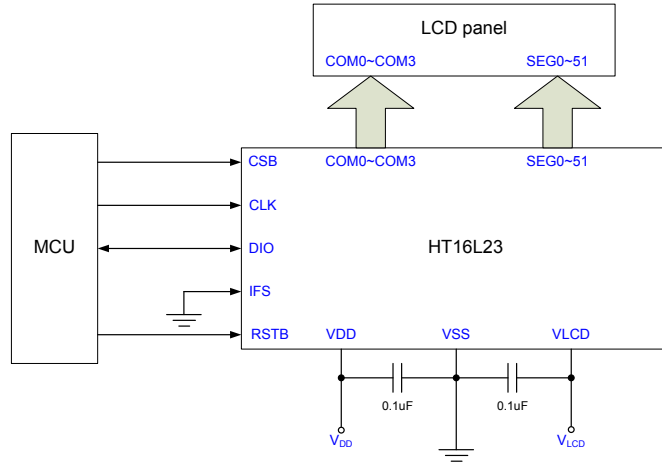 LCD panel
COM0~COM3 SEG0~51
CSB COM0~COM3 SEG0~51
CLK
MCU DIO HT16L23
IFS
RSTB VDD VSS VLCD
0.1uF 0.1uF
VDD VLCD